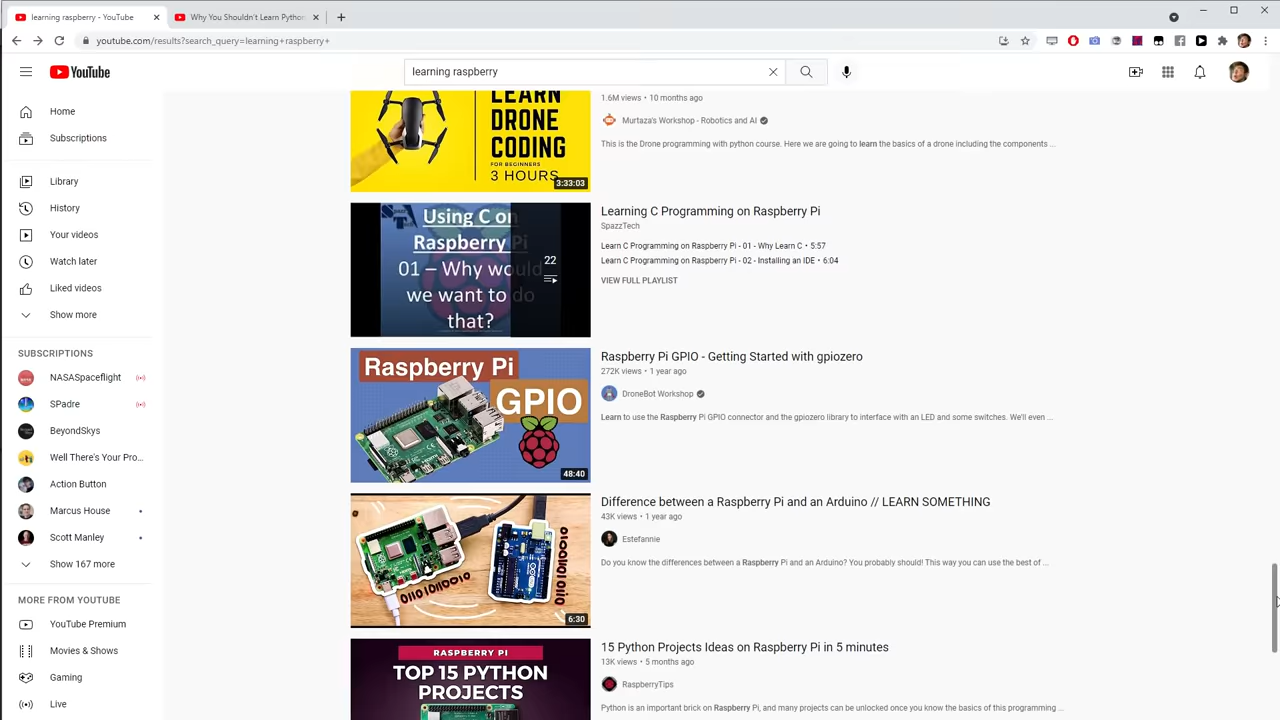 learning raspberry - YouTube
Why You Shouldn't Learn Python
youtube.com/results?search_query=learning+raspberry+
YouTube
learning raspberry
Home
Subscriptions
Library
History
Your videos
Watch later
Liked videos
Show more
SUBSCRIPTIONS
NASASpaceflight
SPadre
BeyondSkys
Well There's Your Pro...
Action Button
Marcus House
Scott Manley
Show 167 more
MORE FROM YOUTUBE
YouTube Premium
Movies & Shows
Gaming
Live
LEARN
DRONE
CODING
FOR BEGINNERS
3 HOURS
3:33:03
1.6M views • 10 months ago
Murtaza's Workshop - Robotics and AI
This is the Drone programming with python course. Here we are going to learn the basics of a drone including the components ...
Using C on
Raspberry Pi
01 – Why would
we want to do
that?
22
Learning C Programming on Raspberry Pi
SpazzTech
Learn C Programming on Raspberry Pi - 01 - Why Learn C • 5:57
Learn C Programming on Raspberry Pi - 02 - Installing an IDE • 6:04
VIEW FULL PLAYLIST
Raspberry Pi
GPIO
48:40
Raspberry Pi GPIO - Getting Started with gpiozero
272K views • 1 year ago
DroneBot Workshop
Learn to use the Raspberry Pi GPIO connector and the gpiozero library to interface with an LED and some switches. We'll even ...
6:30
Difference between a Raspberry Pi and an Arduino // LEARN SOMETHING
43K views • 1 year ago
Estefannie
Do you know the differences between a Raspberry Pi and an Arduino? You probably should! This way you can use the best of ...
RASPBERRY PI
TOP 15 PYTHON
PROJECTS
15 Python Projects Ideas on Raspberry Pi in 5 minutes
13K views • 5 months ago
RaspberryTips
Python is an important brick on Raspberry Pi, and many projects can be unlocked once you know the basics of this programming ...